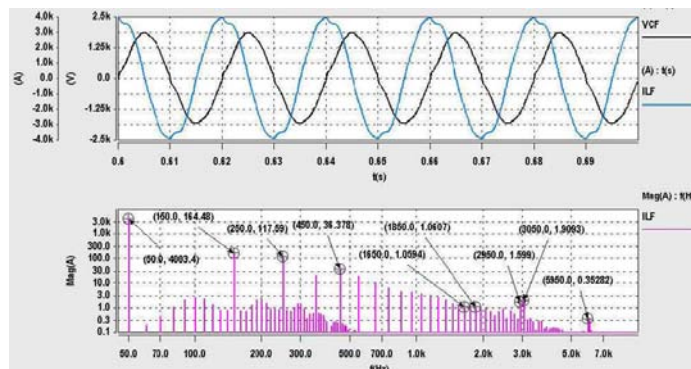 4.0k 2.5k
3.0k
2.0k 1.25k
1.0k
0.0 0.0
-1.0k
-2.0k -1.25k
-3.0k
-4.0k -2.5k
(A) (V)
0.6 0.61 0.62 0.63 0.64 0.65 0.66 0.67 0.68 0.69
t(s)
VCF
(A) : t(s)
ILF
Mag(A) : f(H
ILF
(150.0, 164.48)
(250.0, 117.59)
(450.0, 36.378)
(1850.0, 1.0607)
(3050.0, 1.9093)
(50.0, 4003.4)
(1650.0, 1.0594)
(2950.0, 1.599)
(5950.0, 0.35282)
Mag(A)
3.0k
1.0k
300.0
100.0
30.0
10.0
3.0
1.0
0.3
0.1
50.0 70.0 100.0 200.0 300.0 500.0 700.0 1.0k 2.0k 3.0k 5.0k 7.0k